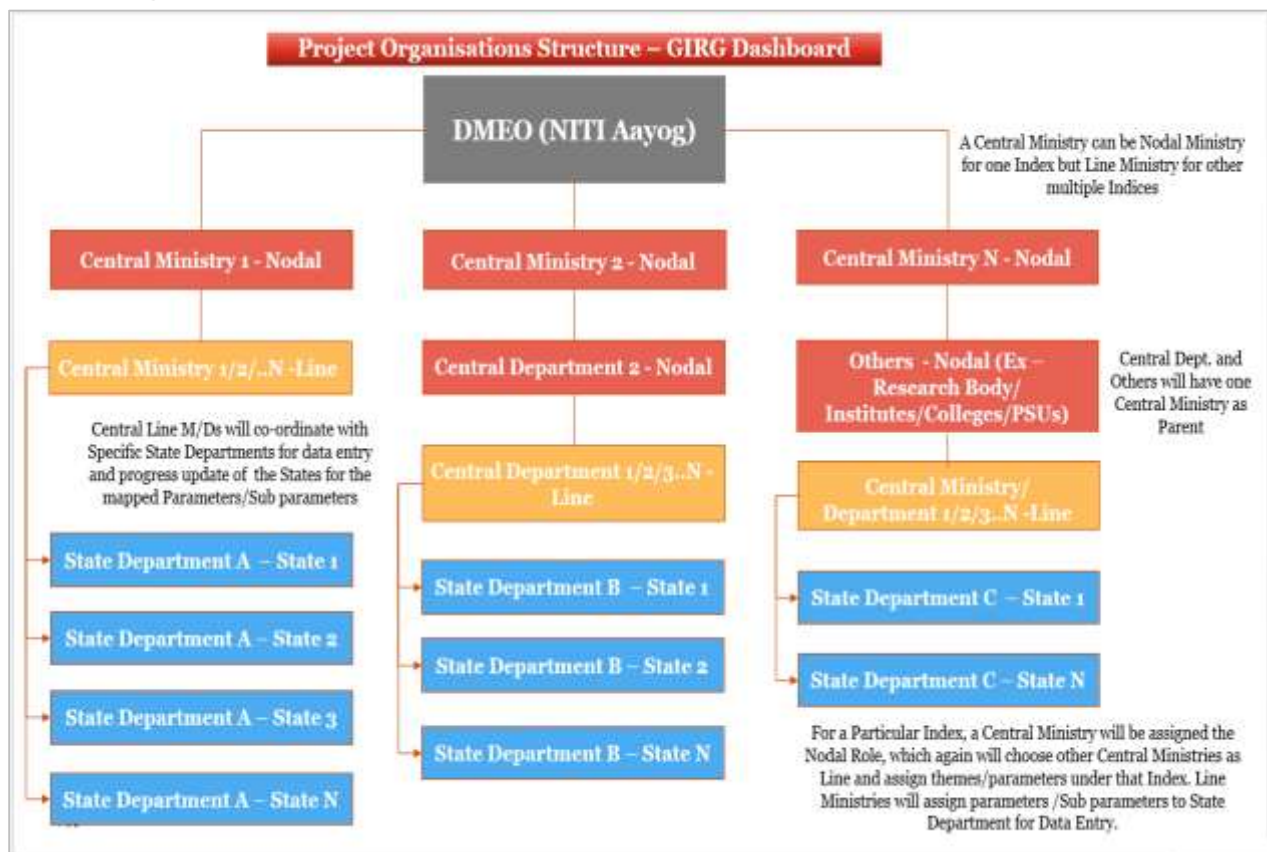 Project Organisations Structure – GIRG Dashboard
DMEO (NITI Aayog)
A Central Ministry can be Nodal Ministry
for one Index but Line Ministry for other
multiple Indices
Central Ministry 1 - Nodal
Central Ministry 2 - Nodal
Central Ministry N - Nodal
Central Ministry 1/2/..N -Line
Central Department 2 - Nodal
Others - Nodal (Ex –
Research Body/
Institutes/Colleges/PSUs)
Central Dept. and
Others will have one
Central Ministry as
Parent
Central Line M/Ds will co-ordinate with
Specific State Departments for data entry
and progress update of the States for the
mapped Parameters/Sub parameters
Central Department 1/2/3..N -
Line
Central Ministry/
Department 1/2/3..N -Line
State Department A – State 1
State Department A – State 2
State Department A – State 3
State Department A – State N
State Department B – State 1
State Department B – State 2
State Department B – State N
State Department C – State 1
State Department C – State N
For a Particular Index, a Central Ministry will be assigned the
Nodal Role, which again will choose other Central Ministries as
Line and assign themes/parameters under that Index. Line
Ministries will assign parameters /Sub parameters to State
Department for Data Entry.